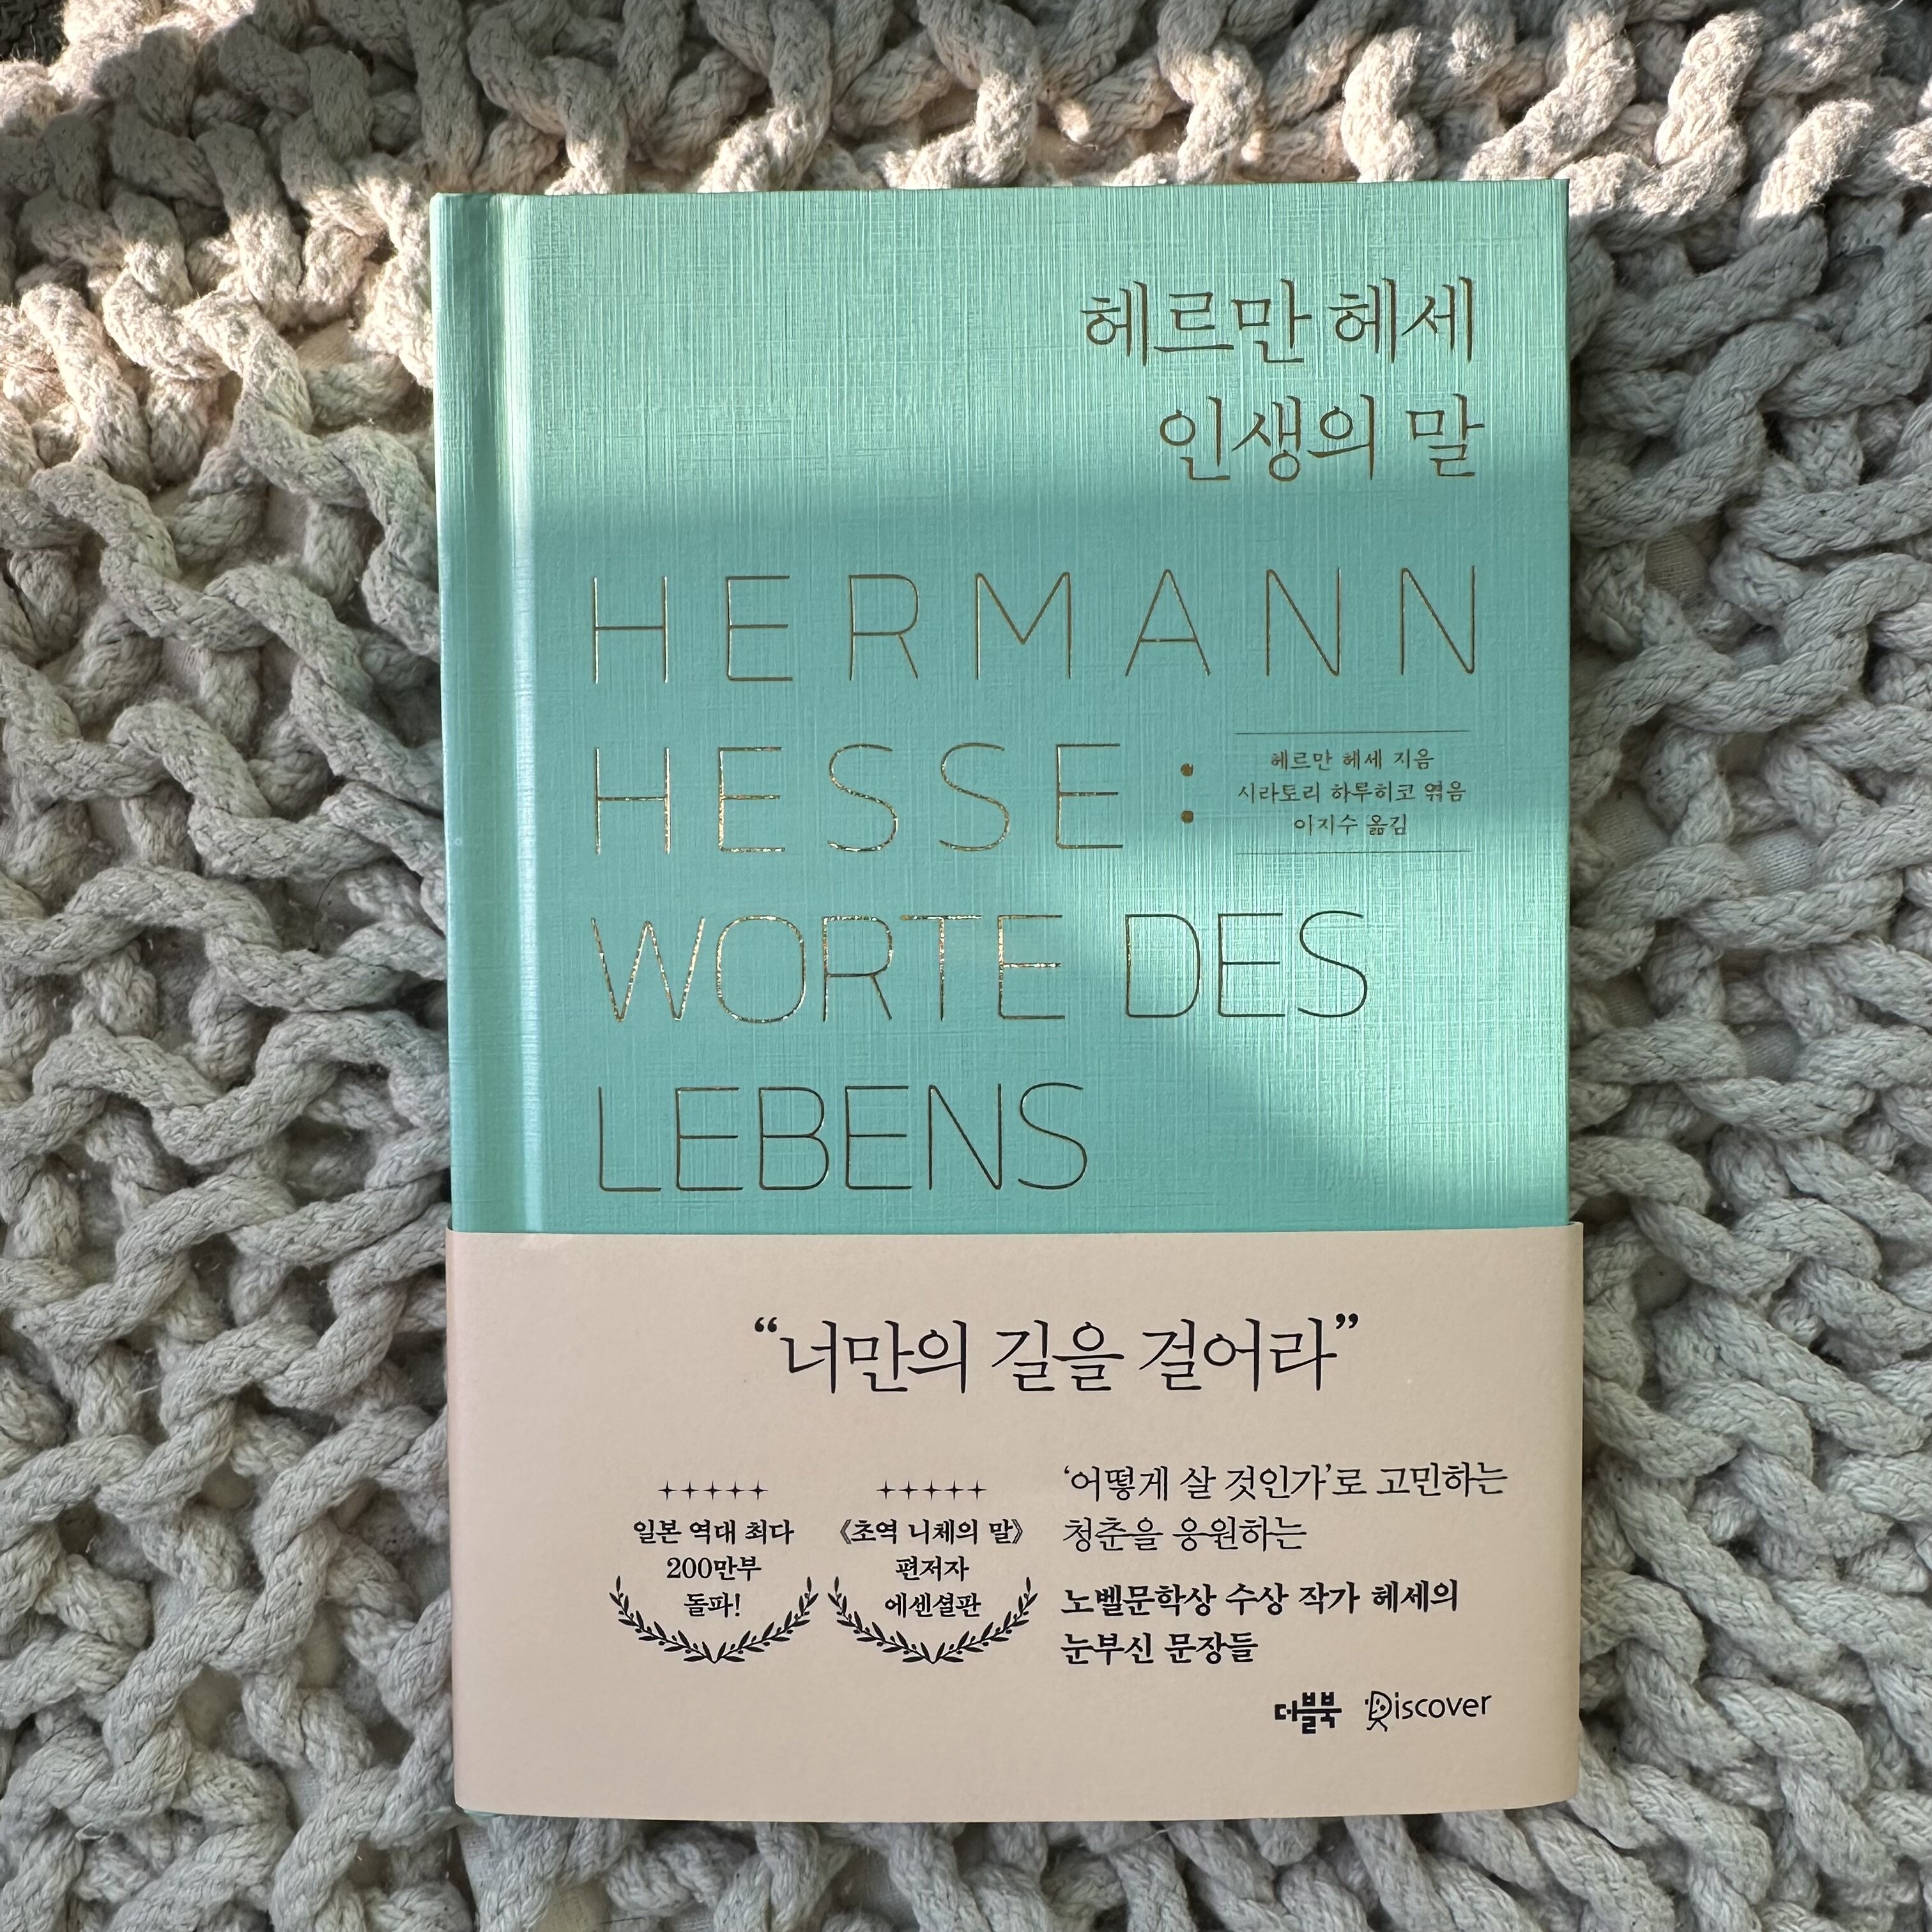 헤르만 헤세
인생의 말
HERMANN
HESSE:
헤르만 헤세 지음
시라토리 하루히코 엮음
이지수 옮김
WORTE DES
LEBENS
“너만의 길을 걸어라”
일본 역대 최다
200만부
돌파!
《초역 니체의 말》
편저자
에센셜판
‘어떻게 살 것인가’로 고민하는
청춘을 응원하는
노벨문학상 수상 작가 헤세의
눈부신 문장들
더블북 Discover